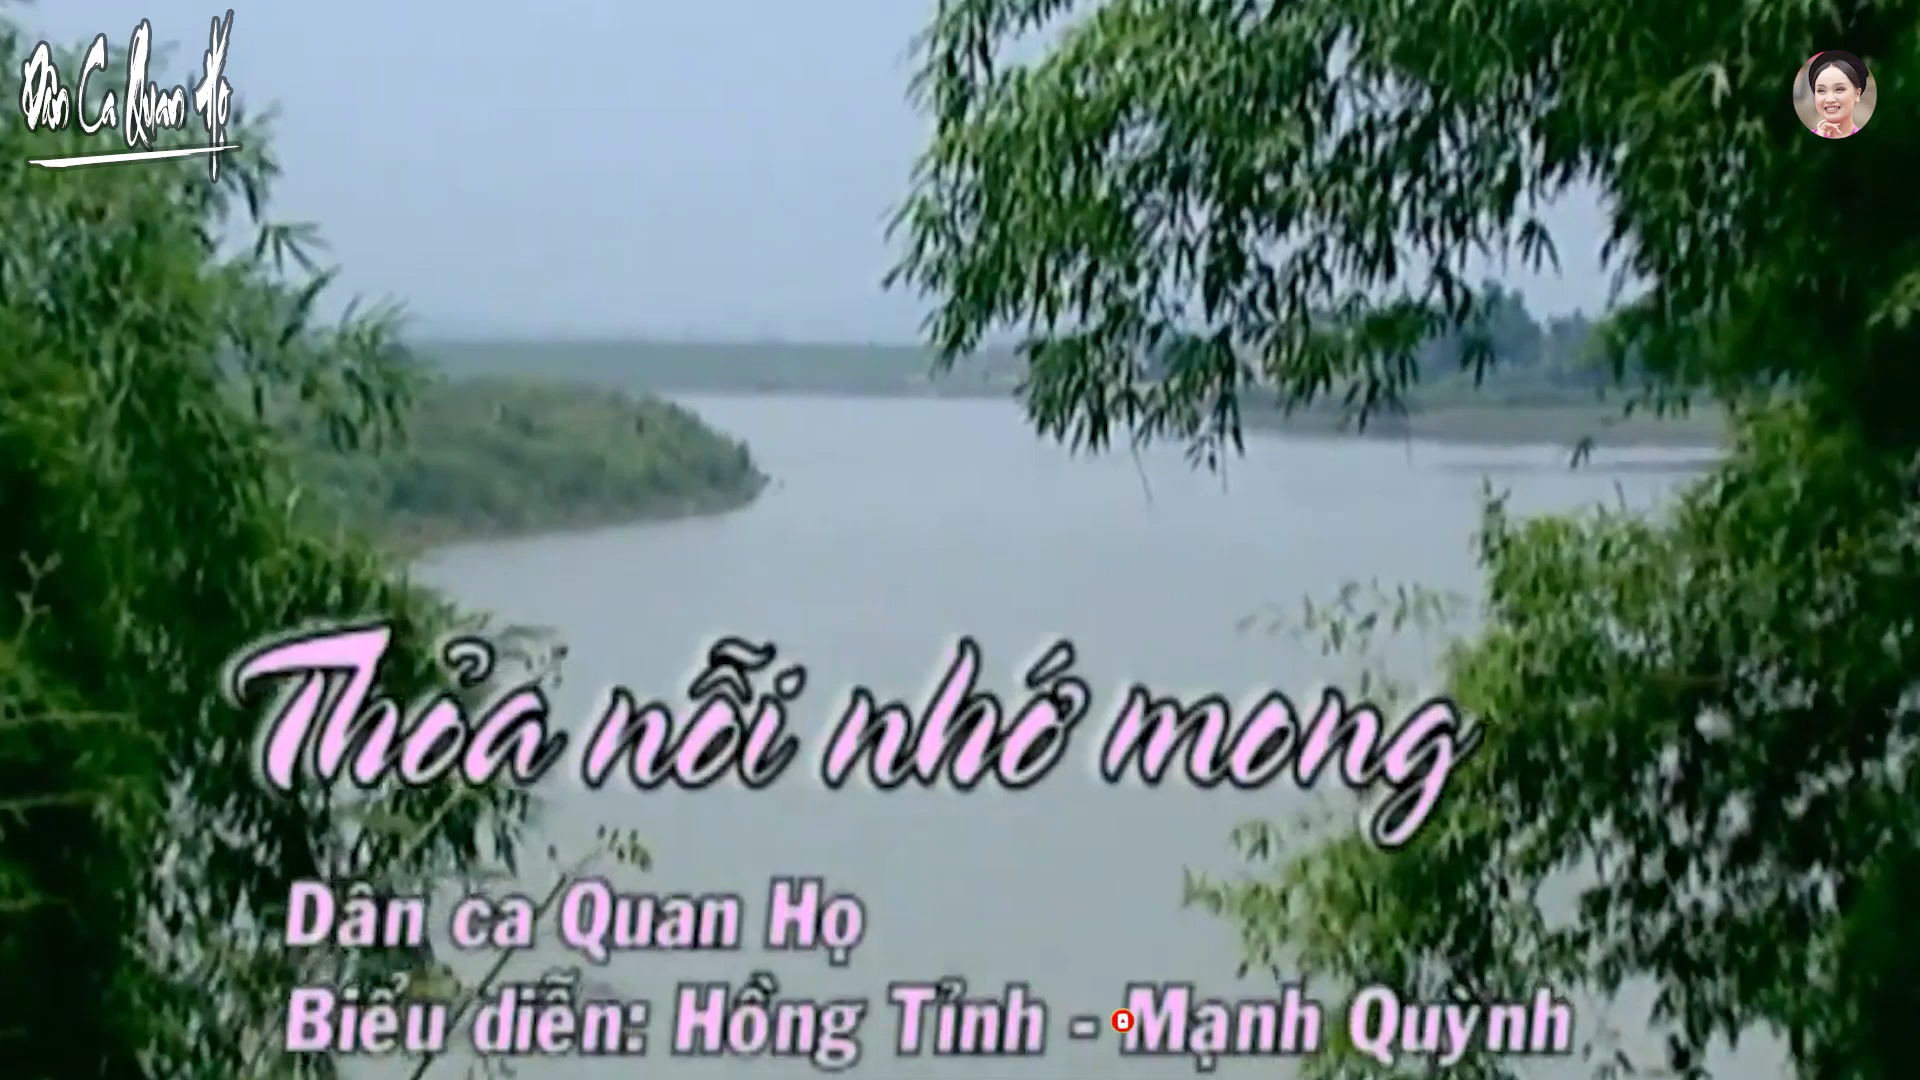 Dân Ca Quan Họ
Thỏa nỗi nhớ mong
Dân ca Quan Họ
Biểu diễn: Hồng Tỉnh - Mạnh Quỳnh